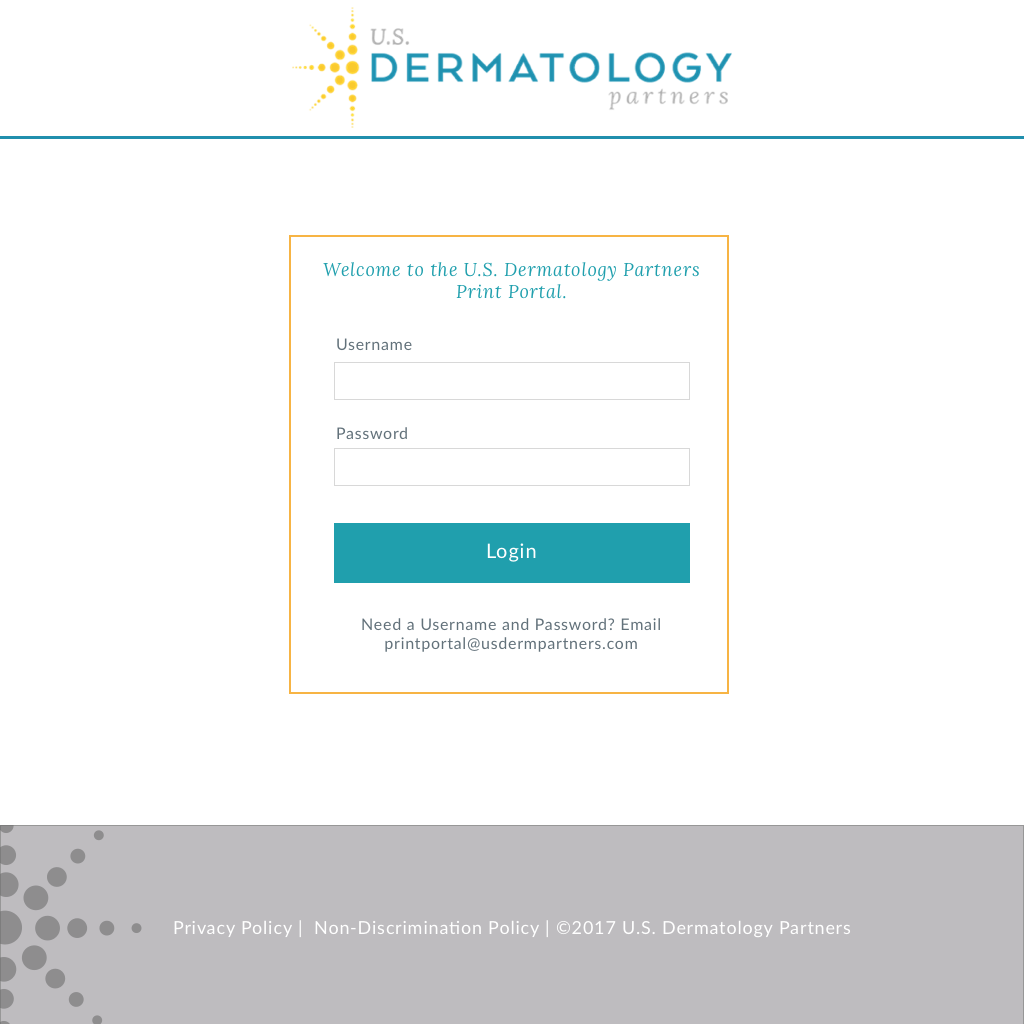 U.S.
DERMATOLOGY
partners
Welcome to the U.S. Dermatology Partners
Print Portal.
Username
Password
Login
Need a Username and Password? Email
printportal@usdermpartners.com
Privacy Policy | Non-Discrimination Policy | ©2017 U.S. Dermatology Partners